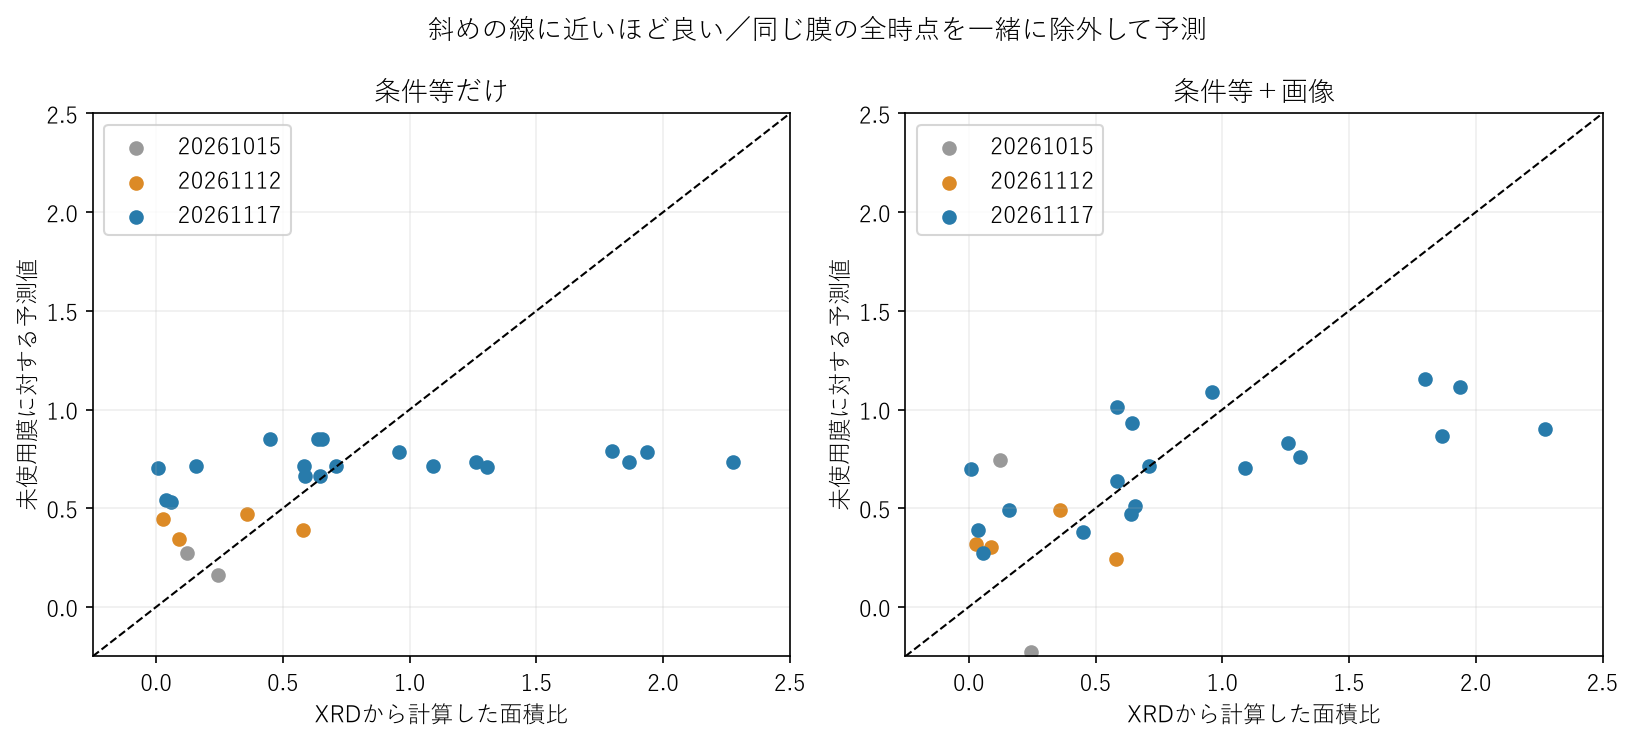 斜めの線に近いほど良い／同じ膜の全時点を一緒に除外して予測
条件等だけ
2.5
2.0
1.5
1.0
0.5
0.0
未使用膜に対する予測値
20261015
20261112
20261117
0.0 0.5 1.0 1.5 2.0 2.5
XRDから計算した面積比
条件等＋画像
2.5
2.0
1.5
1.0
0.5
0.0
未使用膜に対する予測値
20261015
20261112
20261117
0.0 0.5 1.0 1.5 2.0 2.5
XRDから計算した面積比